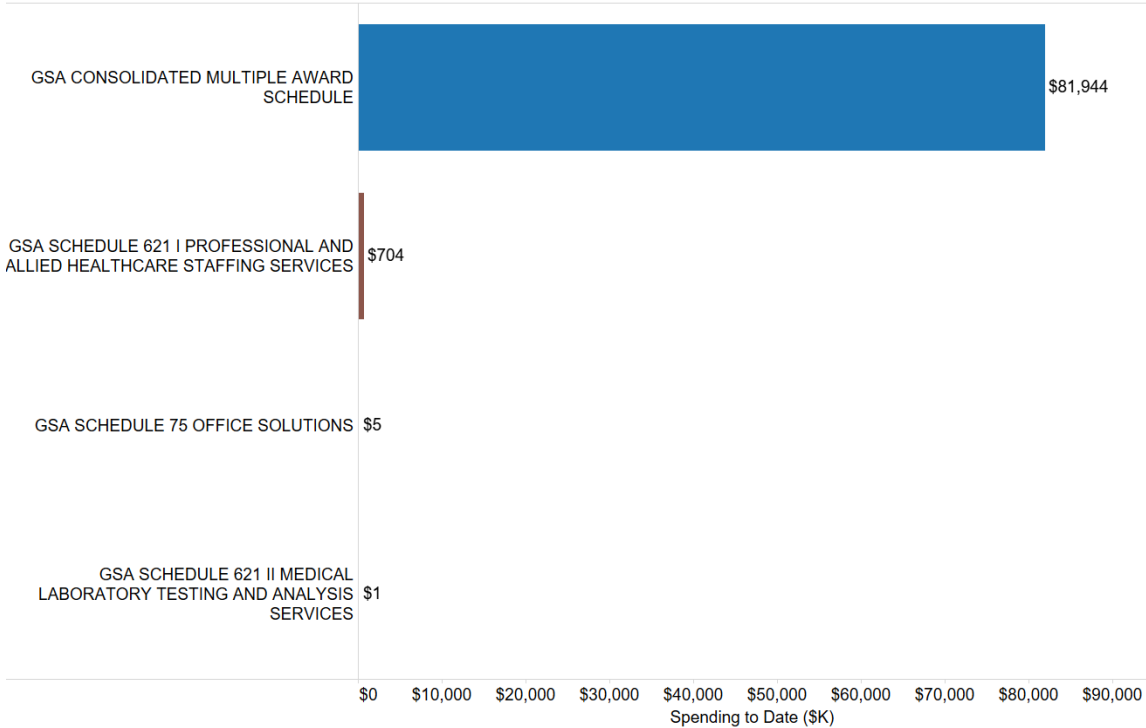 GSA CONSOLIDATED MULTIPLE AWARD
SCHEDULE
$81,944
GSA SCHEDULE 621 I PROFESSIONAL AND
ALLIED HEALTHCARE STAFFING SERVICES
$704
GSA SCHEDULE 75 OFFICE SOLUTIONS
$5
GSA SCHEDULE 621 II MEDICAL
LABORATORY TESTING AND ANALYSIS
SERVICES
$1
$0 $10,000 $20,000 $30,000 $40,000 $50,000 $60,000 $70,000 $80,000 $90,000
Spending to Date ($K)